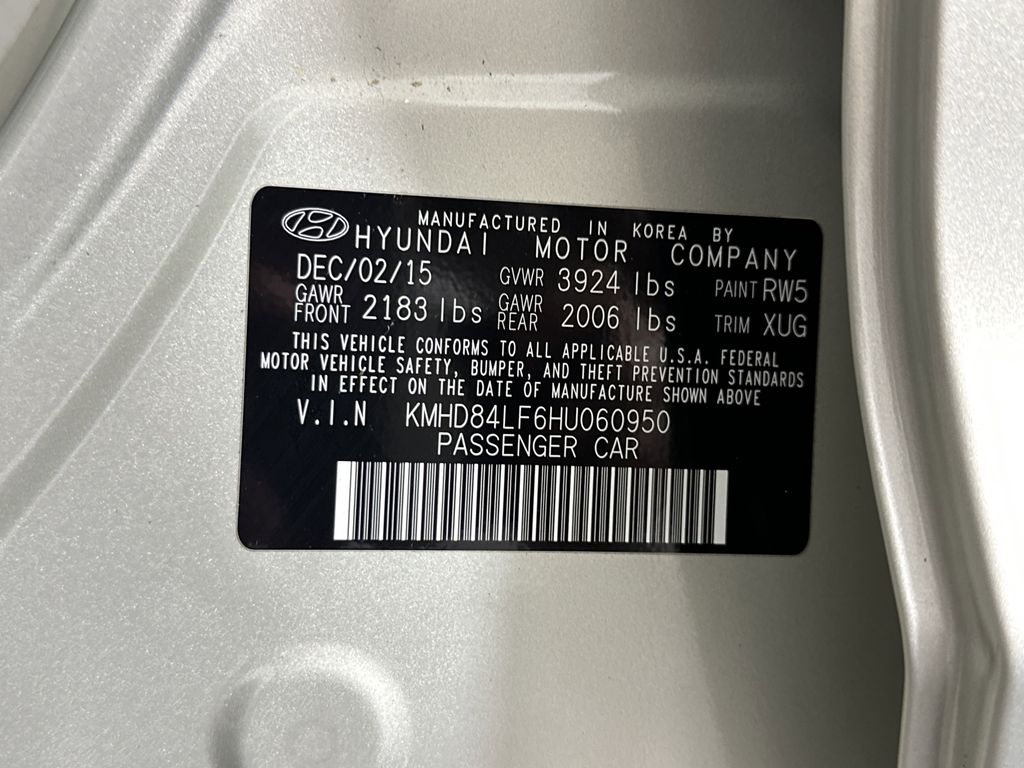 MANUFACTURED IN KOREA BY
HYUNDAI MOTOR COMPANY
DEC/02/15 GVWR 3924 lbs PAINT RW5
GAWR FRONT 2183 lbs GAWR REAR 2006 lbs TRIM XUG
THIS VEHICLE CONFORMS TO ALL APPLICABLE U.S.A. FEDERAL
MOTOR VEHICLE SAFETY, BUMPER, AND THEFT PREVENTION STANDARDS
IN EFFECT ON THE DATE OF MANUFACTURE SHOWN ABOVE
V.I.N KMHD84LF6HU060950
PASSENGER CAR